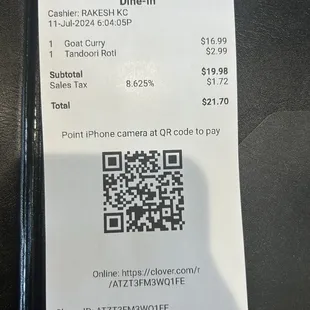 Dine-In
Cashier: RAKESH KC
11-Jul-2024 6:04:05P
1 Goat Curry $16.99
1 Tandoori Roti $2.99
Subtotal $19.98
Sales Tax 8.625% $1.72
Total $21.70
Point iPhone camera at QR code to pay
Online: https://clover.com/r
/ATZT3FM3WQ1FE
ATZT3FM3WQ1FE